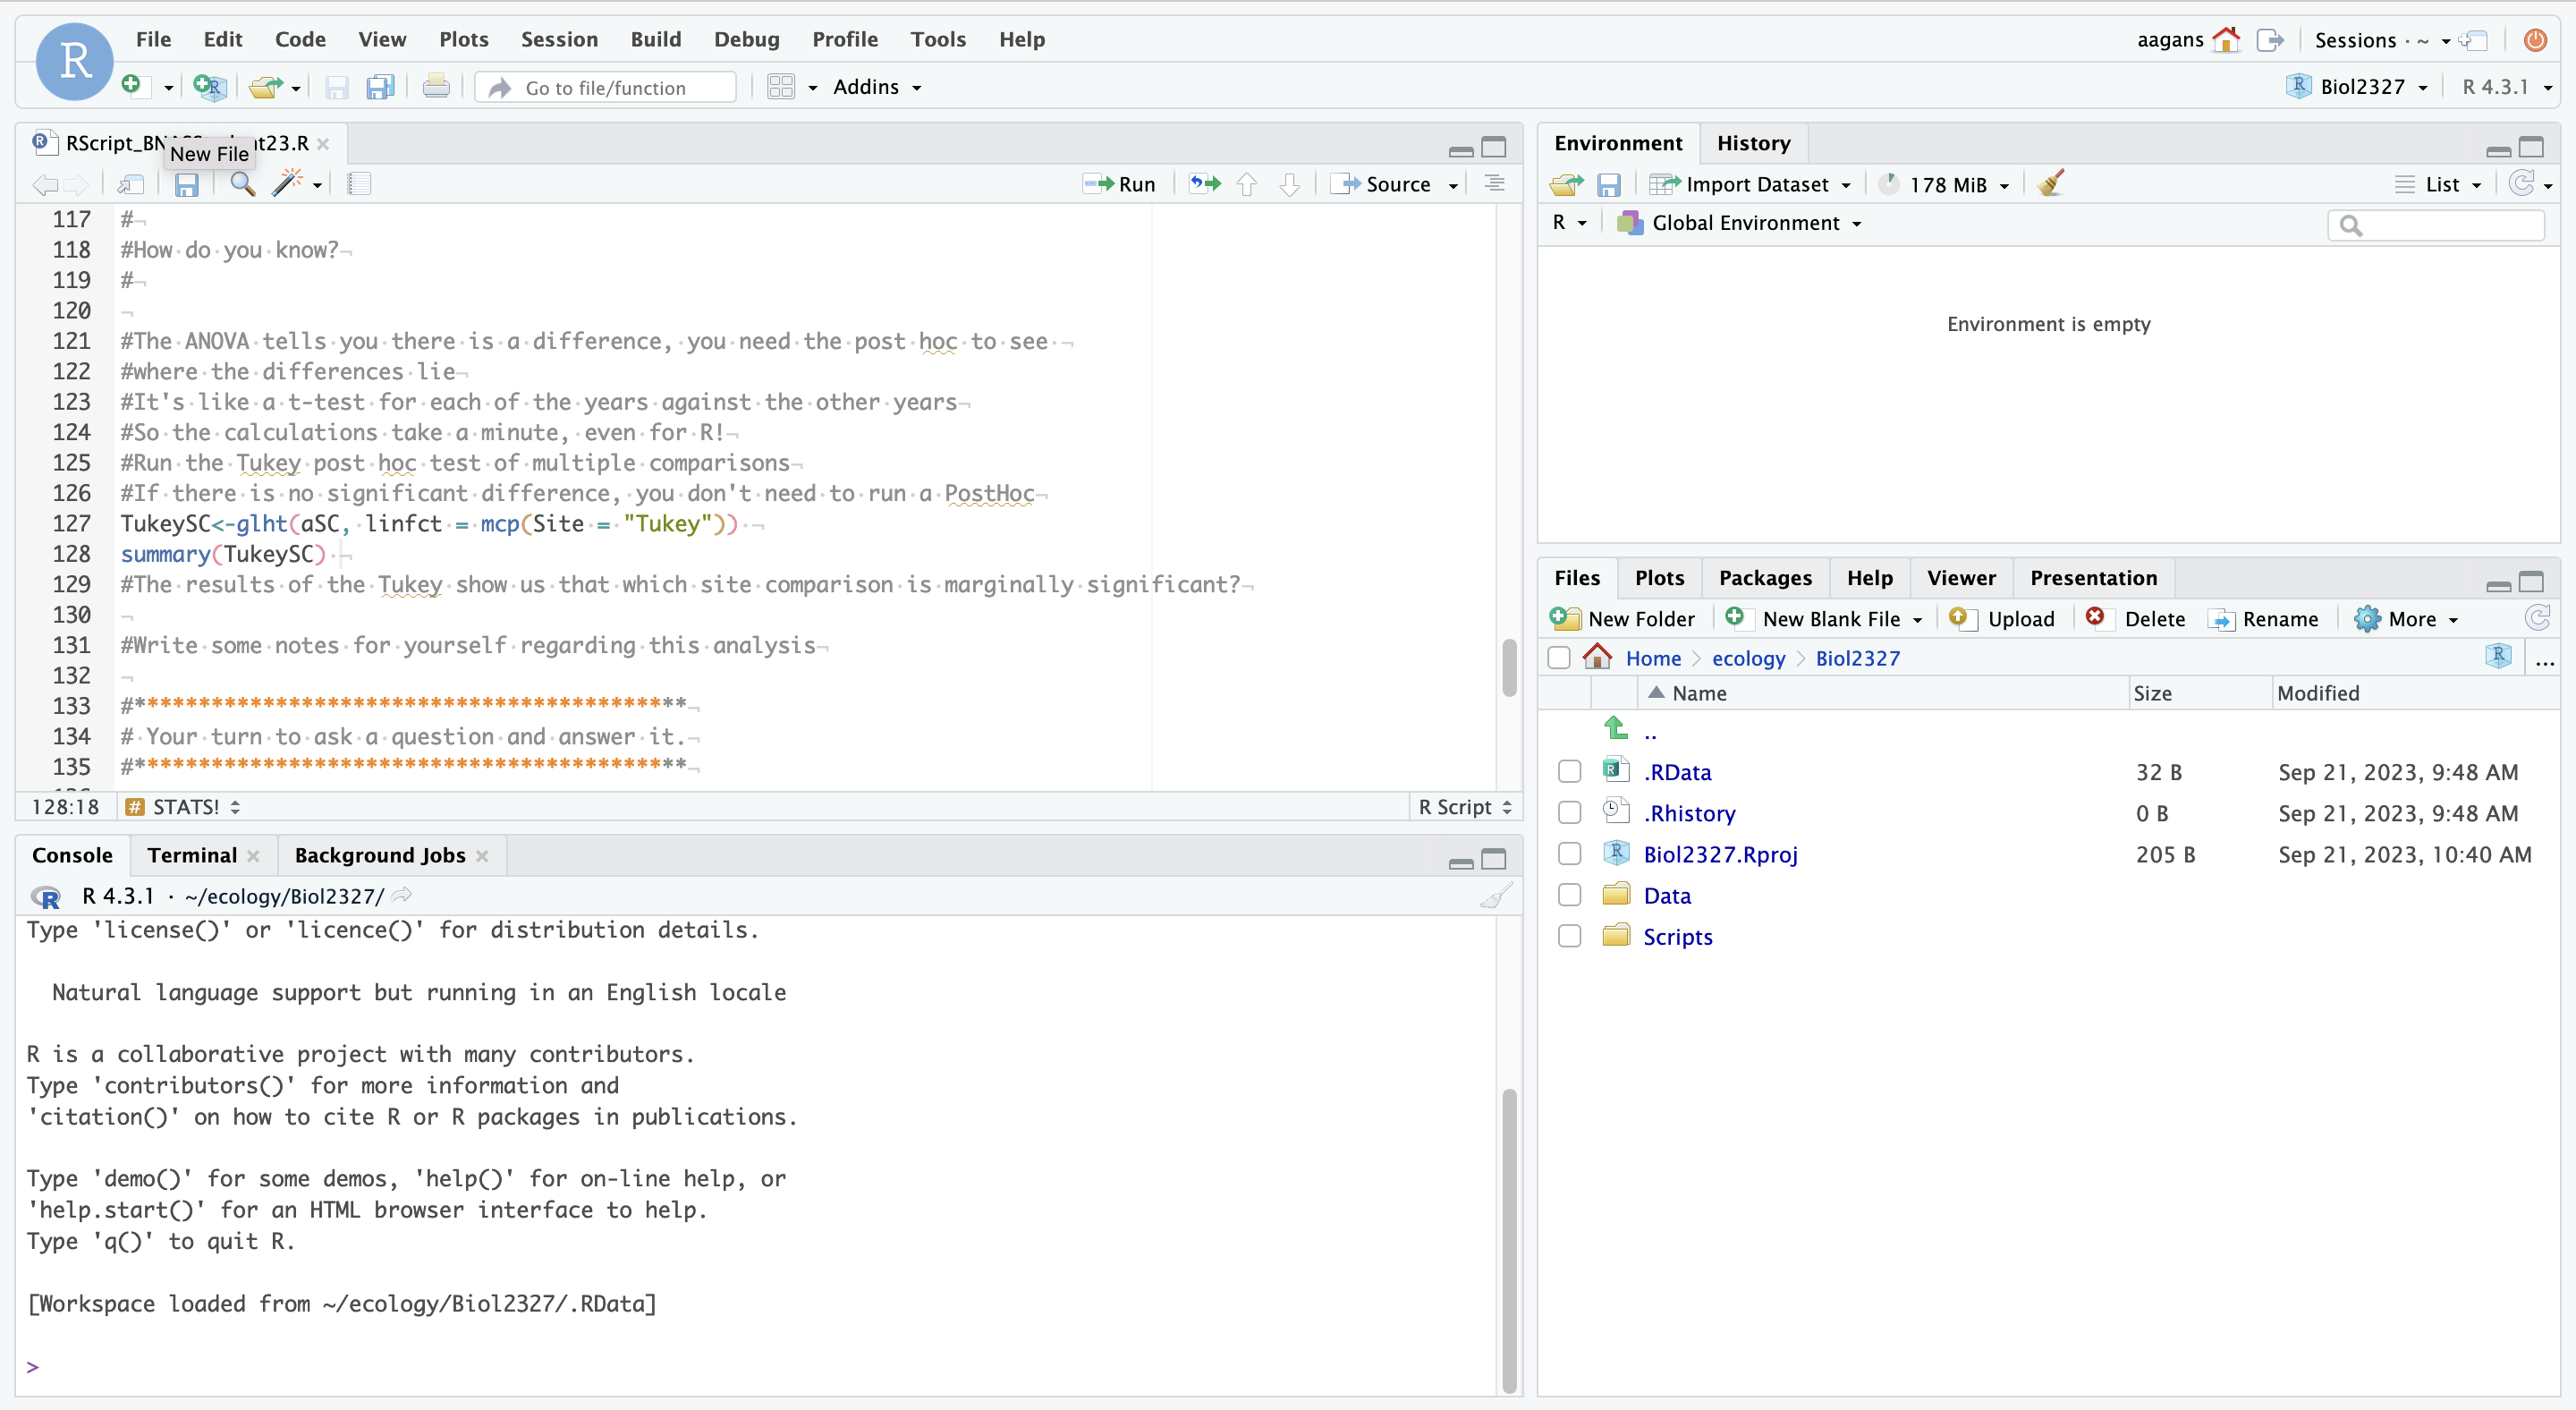 R
File Edit Code View Plots Session Build Debug Profile Tools Help
aagans Sessions · ~
Go to file/function Addins
Biol2327 R 4.3.1
RScript_BN t23.R
New File
Run Source
117 #
118 #How do you know?
119 #
120
121 #The ANOVA tells you there is a difference, you need the post hoc to see
122 #where the differences lie
123 #It's like a t-test for each of the years against the other years
124 #So the calculations take a minute, even for R!
125 #Run the Tukey post hoc test of multiple comparisons
126 #If there is no significant difference, you don't need to run a PostHoc
127 TukeySC<-glht(aSC, linfct = mcp(Site = "Tukey"))
128 summary(TukeySC)
129 #The results of the Tukey show us that which site comparison is marginally significant?
130
131 #Write some notes for yourself regarding this analysis
132
133 #*******************************************
134 # Your turn to ask a question and answer it.
135 #*******************************************
128:18 # STATS! R Script
Console Terminal Background Jobs
R R 4.3.1 · ~/ecology/Biol2327/
Type 'license()' or 'licence()' for distribution details.
Natural language support but running in an English locale
R is a collaborative project with many contributors.
Type 'contributors()' for more information and
'citation()' on how to cite R or R packages in publications.
Type 'demo()' for some demos, 'help()' for on-line help, or
'help.start()' for an HTML browser interface to help.
Type 'q()' to quit R.
[Workspace loaded from ~/ecology/Biol2327/.RData]
>
Environment History
Import Dataset 178 MiB List
R Global Environment
Environment is empty
Files Plots Packages Help Viewer Presentation
New Folder New Blank File Upload Delete Rename More
Home ecology Biol2327 ...
Name Size Modified
..
.RData 32 B Sep 21, 2023, 9:48 AM
.Rhistory 0 B Sep 21, 2023, 9:48 AM
Biol2327.Rproj 205 B Sep 21, 2023, 10:40 AM
Data
Scripts